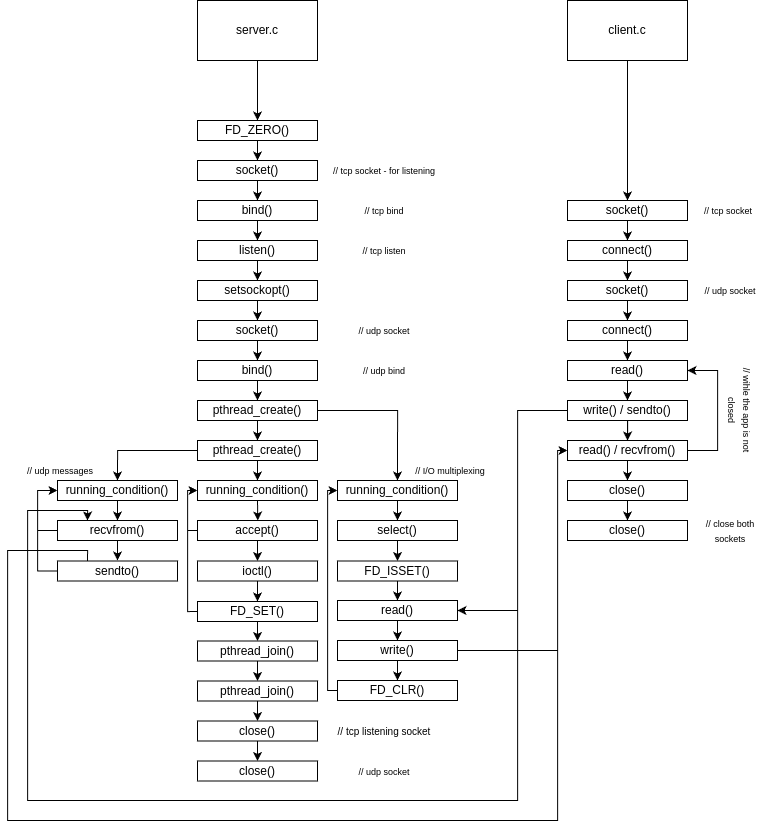 server.c
client.c
FD_ZERO()
socket()
// tcp socket - for listening
bind()
// tcp bind
socket()
// tcp socket
listen()
// tcp listen
connect()
setsockopt()
socket()
// udp socket
socket()
// udp socket
connect()
bind()
// udp bind
read()
// wihle the app is not
closed
pthread_create()
write() / sendto()
pthread_create()
read() / recvfrom()
// udp messages
// I/O multiplexing
running_condition()
running_condition()
running_condition()
close()
recvfrom()
accept()
select()
close()
// close both
sockets
sendto()
ioctl()
FD_ISSET()
FD_SET()
read()
pthread_join()
write()
pthread_join()
FD_CLR()
close()
// tcp listening socket
close()
// udp socket